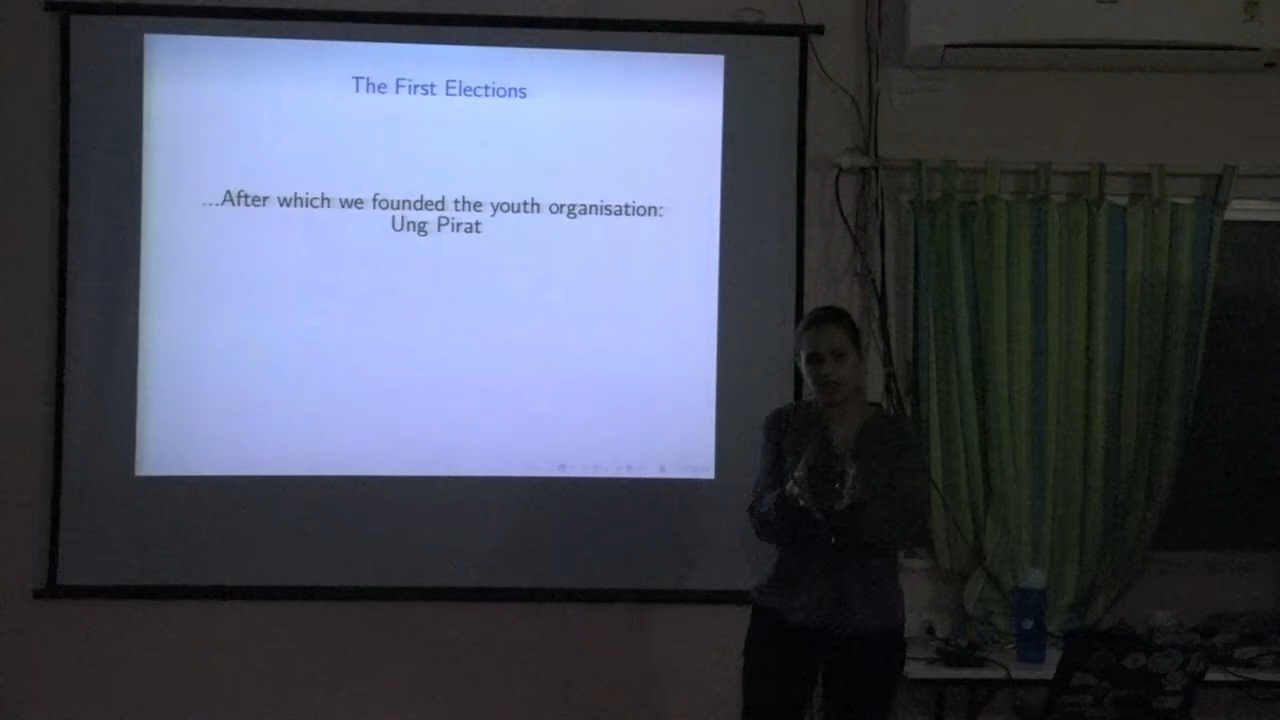 The First Elections
...After which we founded the youth organisation:
Ung Pirat